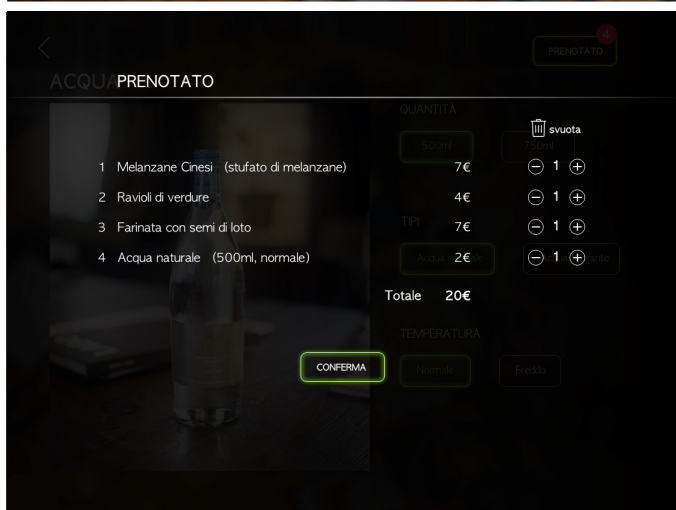 PRENOTATO 4
ACQUA PRENOTATO
QUANTITÀ
svuota
500ml 750ml
1 Melanzane Cinesi (stufato di melanzane) 7€ 1
2 Ravioli di verdure 4€ 1
3 Farinata con semi di loto 7€ 1
TIPI
4 Acqua naturale (500ml, normale) 2€ 1
Totale 20€
TEMPERATURA
CONFERMA
Normale Freddo